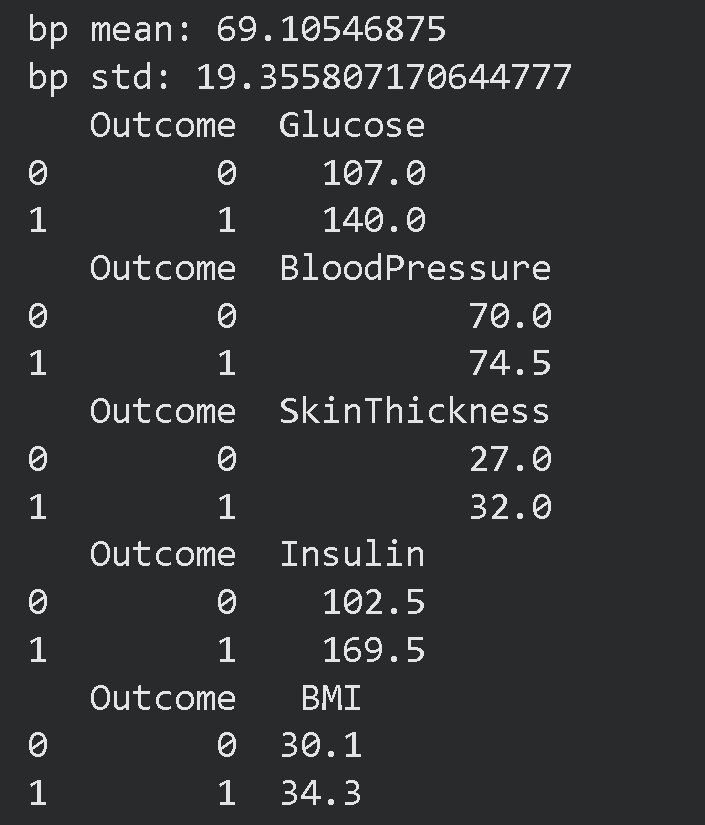 bp mean: 69.10546875
bp std: 19.355807170644777
Outcome Glucose
0 0 107.0
1 1 140.0
Outcome BloodPressure
0 0 70.0
1 1 74.5
Outcome SkinThickness
0 0 27.0
1 1 32.0
Outcome Insulin
0 0 102.5
1 1 169.5
Outcome BMI
0 0 30.1
1 1 34.3